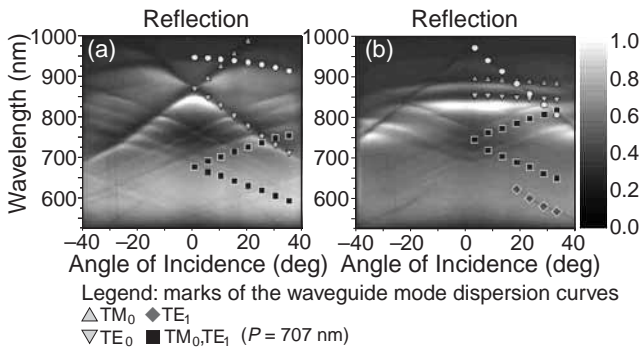 Reflection Reflection
(a) (b)
1000 1000 1.0
900 900 0.8
800 800 0.6
700 700 0.4
600 600 0.2
0.0
Wavelength (nm)
–40 –20 0 20 40 –40 –20 0 20 40
Angle of Incidence (deg) Angle of Incidence (deg)
Legend: marks of the waveguide mode dispersion curves
TM0 TE1
TE0 TM0,TE1 (P = 707 nm)